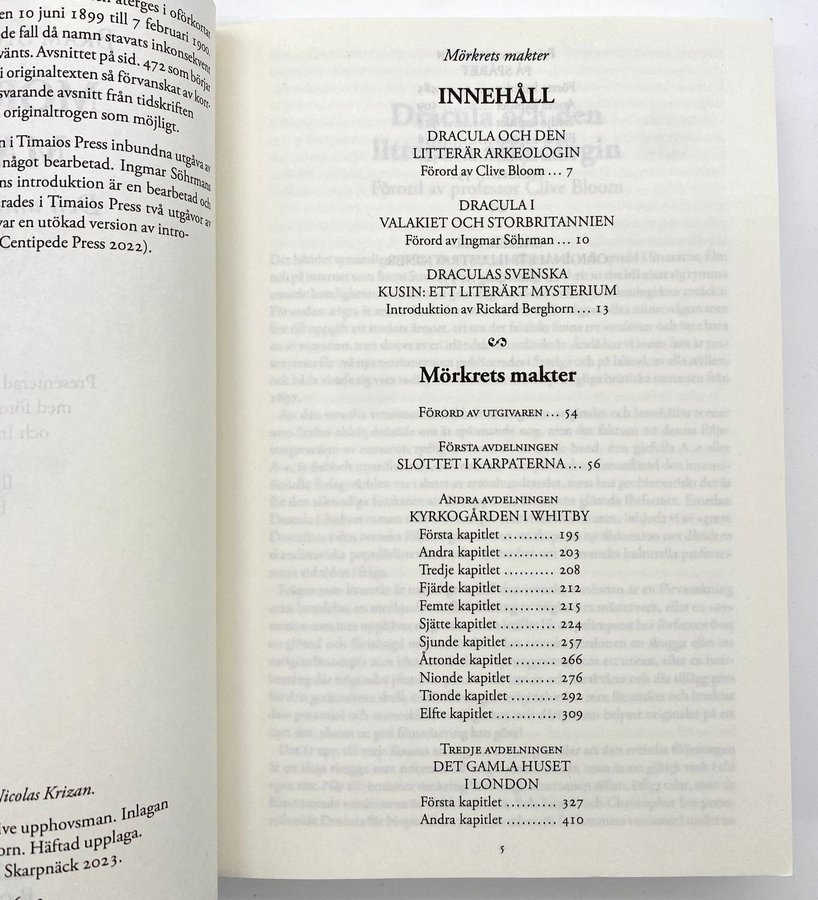 återges i oförkortat
en 10 juni 1899 till 7 februari 1900.
de fall då namn stavats inkonsekvent
vänts. Avsnittet på sid. 472 som börjar
i originaltexten så förvanskat av korr-
svarande avsnitt från tidskriften
originaltrogen som möjligt.
n i Timaios Press inbundna utgåva av
något bearbetad. Ingmar Söhrmans
ns introduktion är en bearbetad och
rades i Timaios Press två utgåvor av
var en utökad version av intro-
Centipede Press 2022).
Nicolas Krizan.
ive upphovsman. Inlagan
orn. Häftad upplaga.
Skarpnäck 2023.
Mörkrets makter
INNEHÅLL
DRACULA OCH DEN
LITTERÄR ARKEOLOGIN
Förord av Clive Bloom ... 7
DRACULA I
VALAKIET OCH STORBRITANNIEN
Förord av Ingmar Söhrman ... 10
DRACULAS SVENSKA
KUSIN: ETT LITERÄRT MYSTERIUM
Introduktion av Rickard Berghorn ... 13
Mörkrets makter
Förord av utgivaren ... 54
Första avdelningen
SLOTTET I KARPATERNA ... 56
Andra avdelningen
KYRKOGÅRDEN I WHITBY
Första kapitlet .......... 195
Andra kapitlet .......... 203
Tredje kapitlet .......... 208
Fjärde kapitlet .......... 212
Femte kapitlet .......... 215
Sjätte kapitlet .......... 224
Sjunde kapitlet ......... 257
Åttonde kapitlet ........ 266
Nionde kapitlet ......... 276
Tionde kapitlet ......... 292
Elfte kapitlet ............ 309
Tredje avdelningen
DET GAMLA HUSET
I LONDON
Första kapitlet .......... 327
Andra kapitlet .......... 410
5